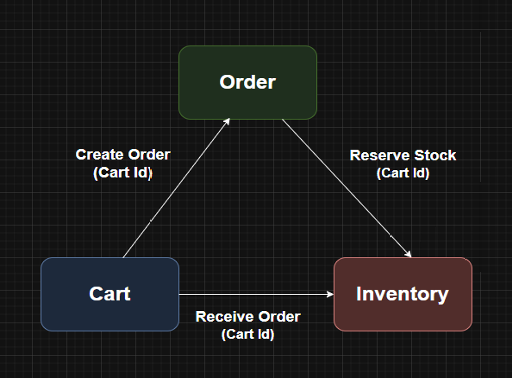 Order
Create Order
(Cart Id)
Reserve Stock
(Cart Id)
Cart
Inventory
Receive Order
(Cart Id)